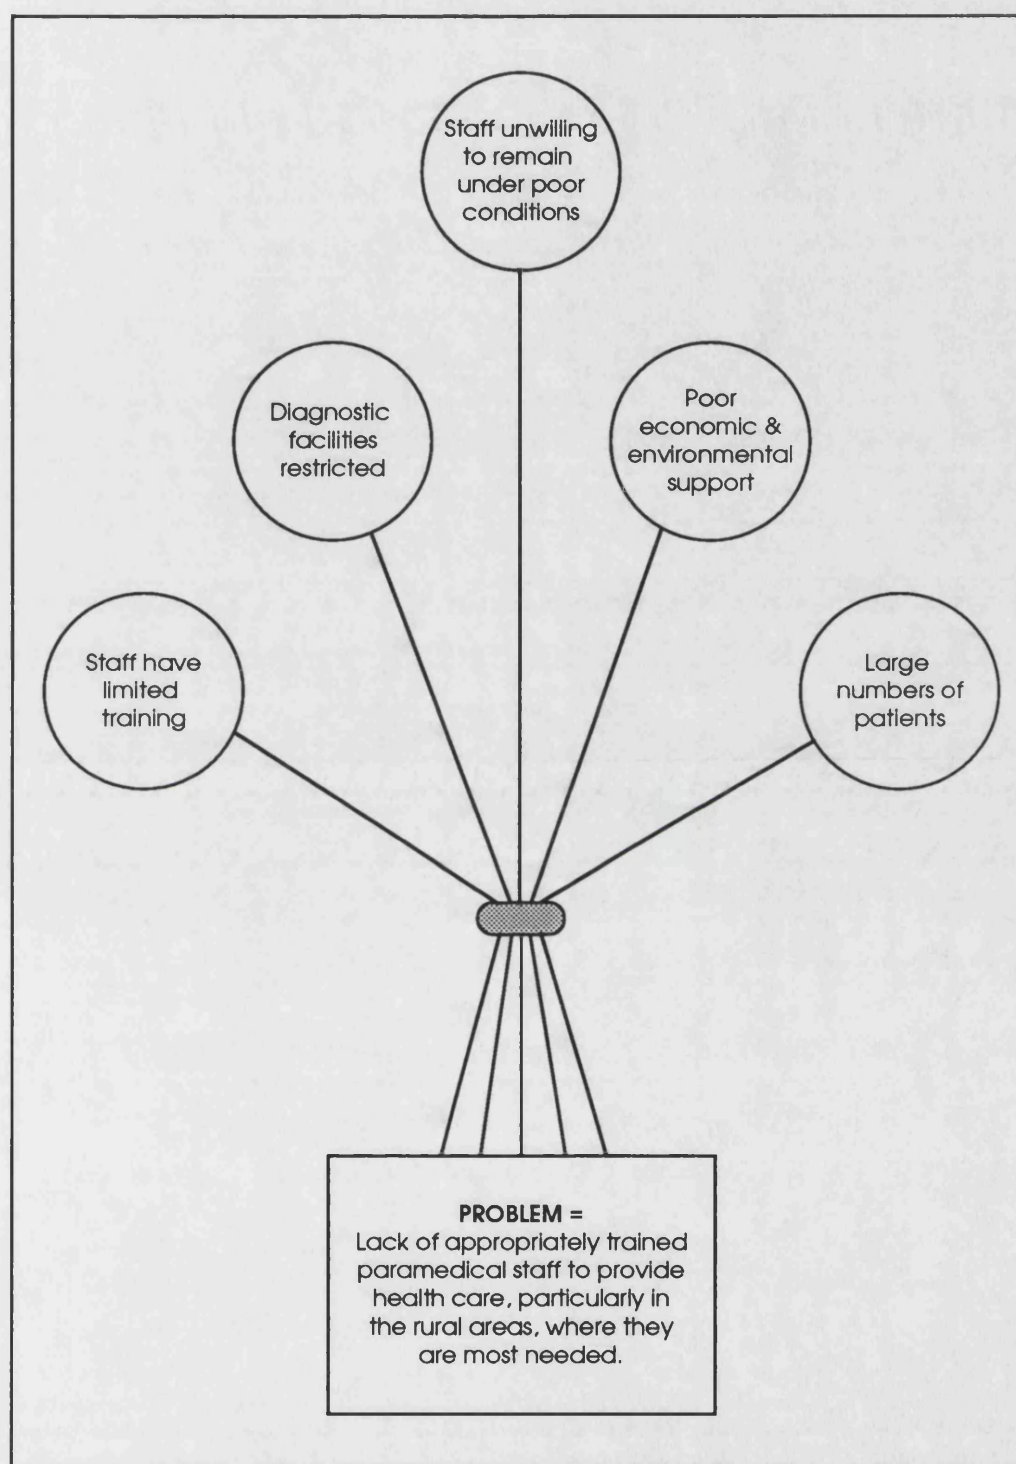 Staff unwilling
to remain
under poor
conditions
Diagnostic
facilities
restricted
Poor
economic &
environmental
support
Staff have
limited
training
Large
numbers of
patients
PROBLEM =
Lack of appropriately trained
paramedical staff to provide
health care, particularly in
the rural areas, where they
are most needed.